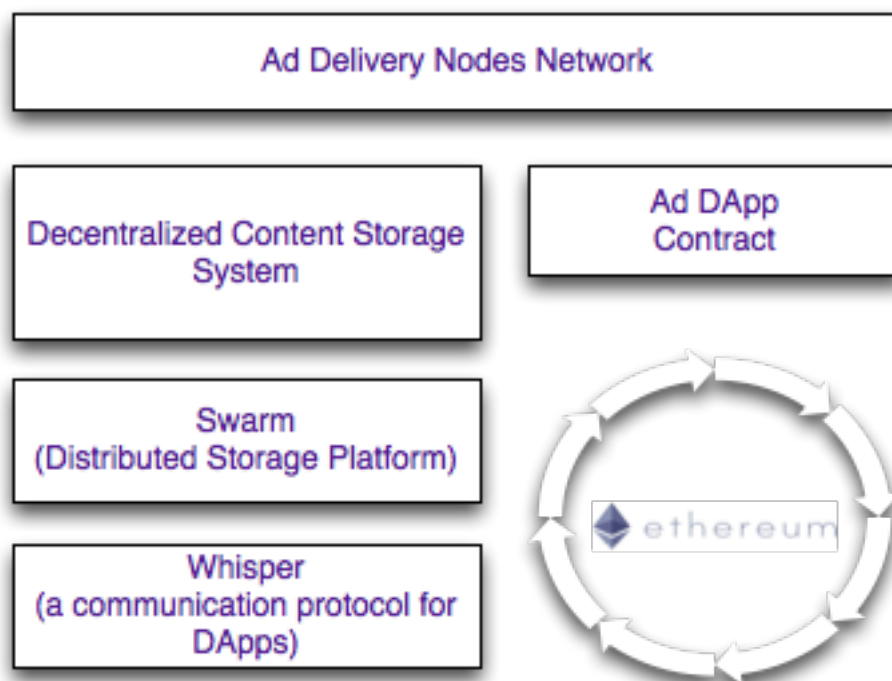 Ad Delivery Nodes Network
Decentralized Content Storage
System
Ad DApp
Contract
Swarm
(Distributed Storage Platform)
ethereum
Whisper
(a communication protocol for
DApps)